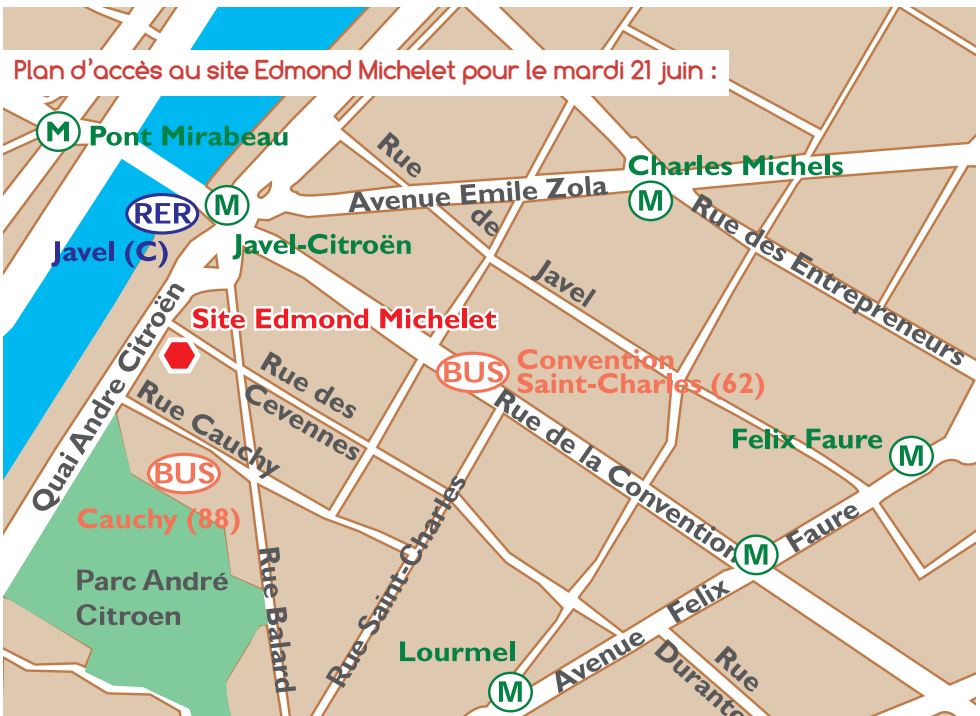 Plan d'accès au site Edmond Michelet pour le mardi 21 juin :
M Pont Mirabeau
Rue de Javel
Charles Michels
M
Avenue Emile Zola
RER
M
Javel (C)
Javel-Citroën
Rue des Entrepreneurs
Quai Andre Citroën
Site Edmond Michelet
Rue des
Cevennes
BUS
Convention
Saint-Charles (62)
Rue Cauchy
Rue de la Convention
Felix Faure
M
BUS
Cauchy (88)
Rue Saint-Charles
M
Avenue Felix Faure
Parc André
Citroen
Rue Balard
Lourmel
M
Rue
Duranto